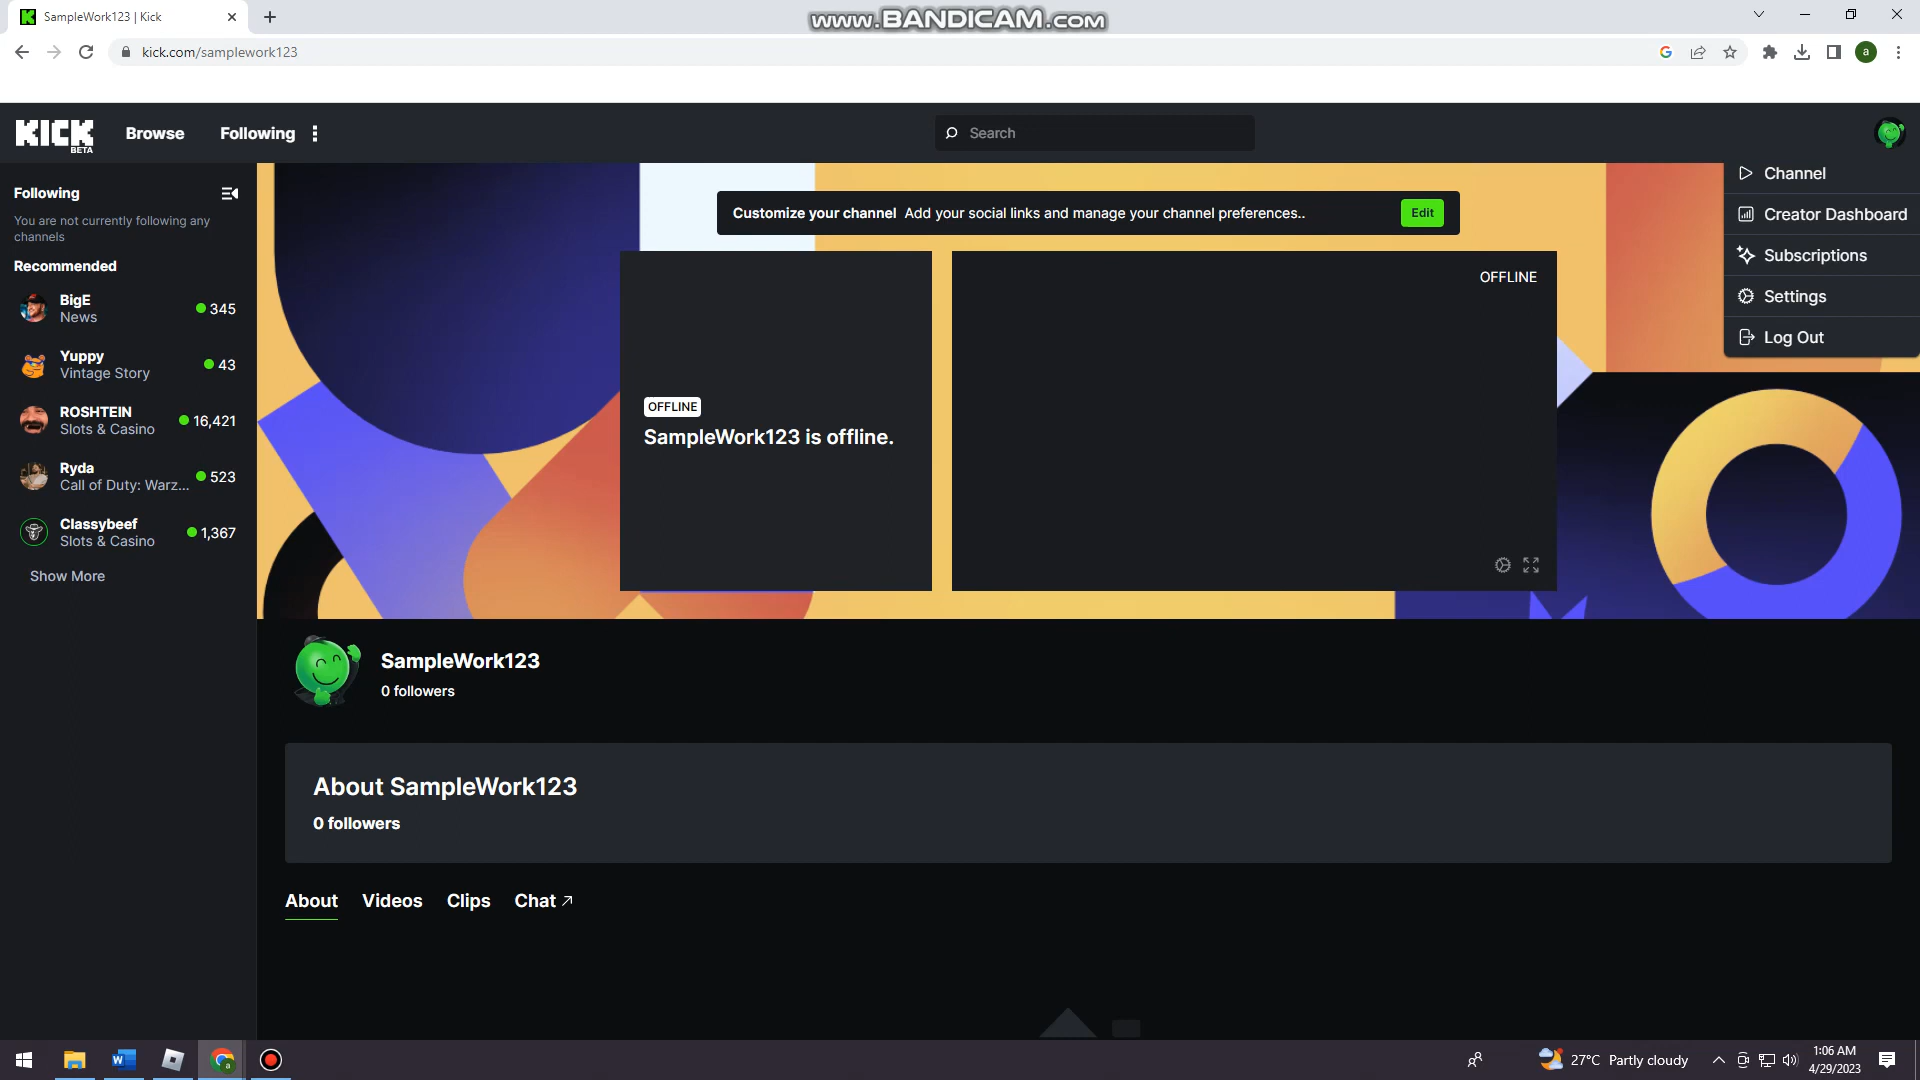 SampleWork123 | Kick
www.BANDICAM.com
kick.com/samplework123
a
KICK
BETA
Browse
Following
Search
Following
You are not currently following any
channels
Recommended
BigE
News
345
Yuppy
Vintage Story
43
ROSHTEIN
Slots & Casino
16,421
Ryda
Call of Duty: Warz...
523
Classybeef
Slots & Casino
1,367
Show More
Customize your channel Add your social links and manage your channel preferences..
Edit
OFFLINE
OFFLINE
SampleWork123 is offline.
Channel
Creator Dashboard
Subscriptions
Settings
Log Out
SampleWork123
0 followers
About SampleWork123
0 followers
About
Videos
Clips
Chat
27°C Partly cloudy
1:06 AM
4/29/2023